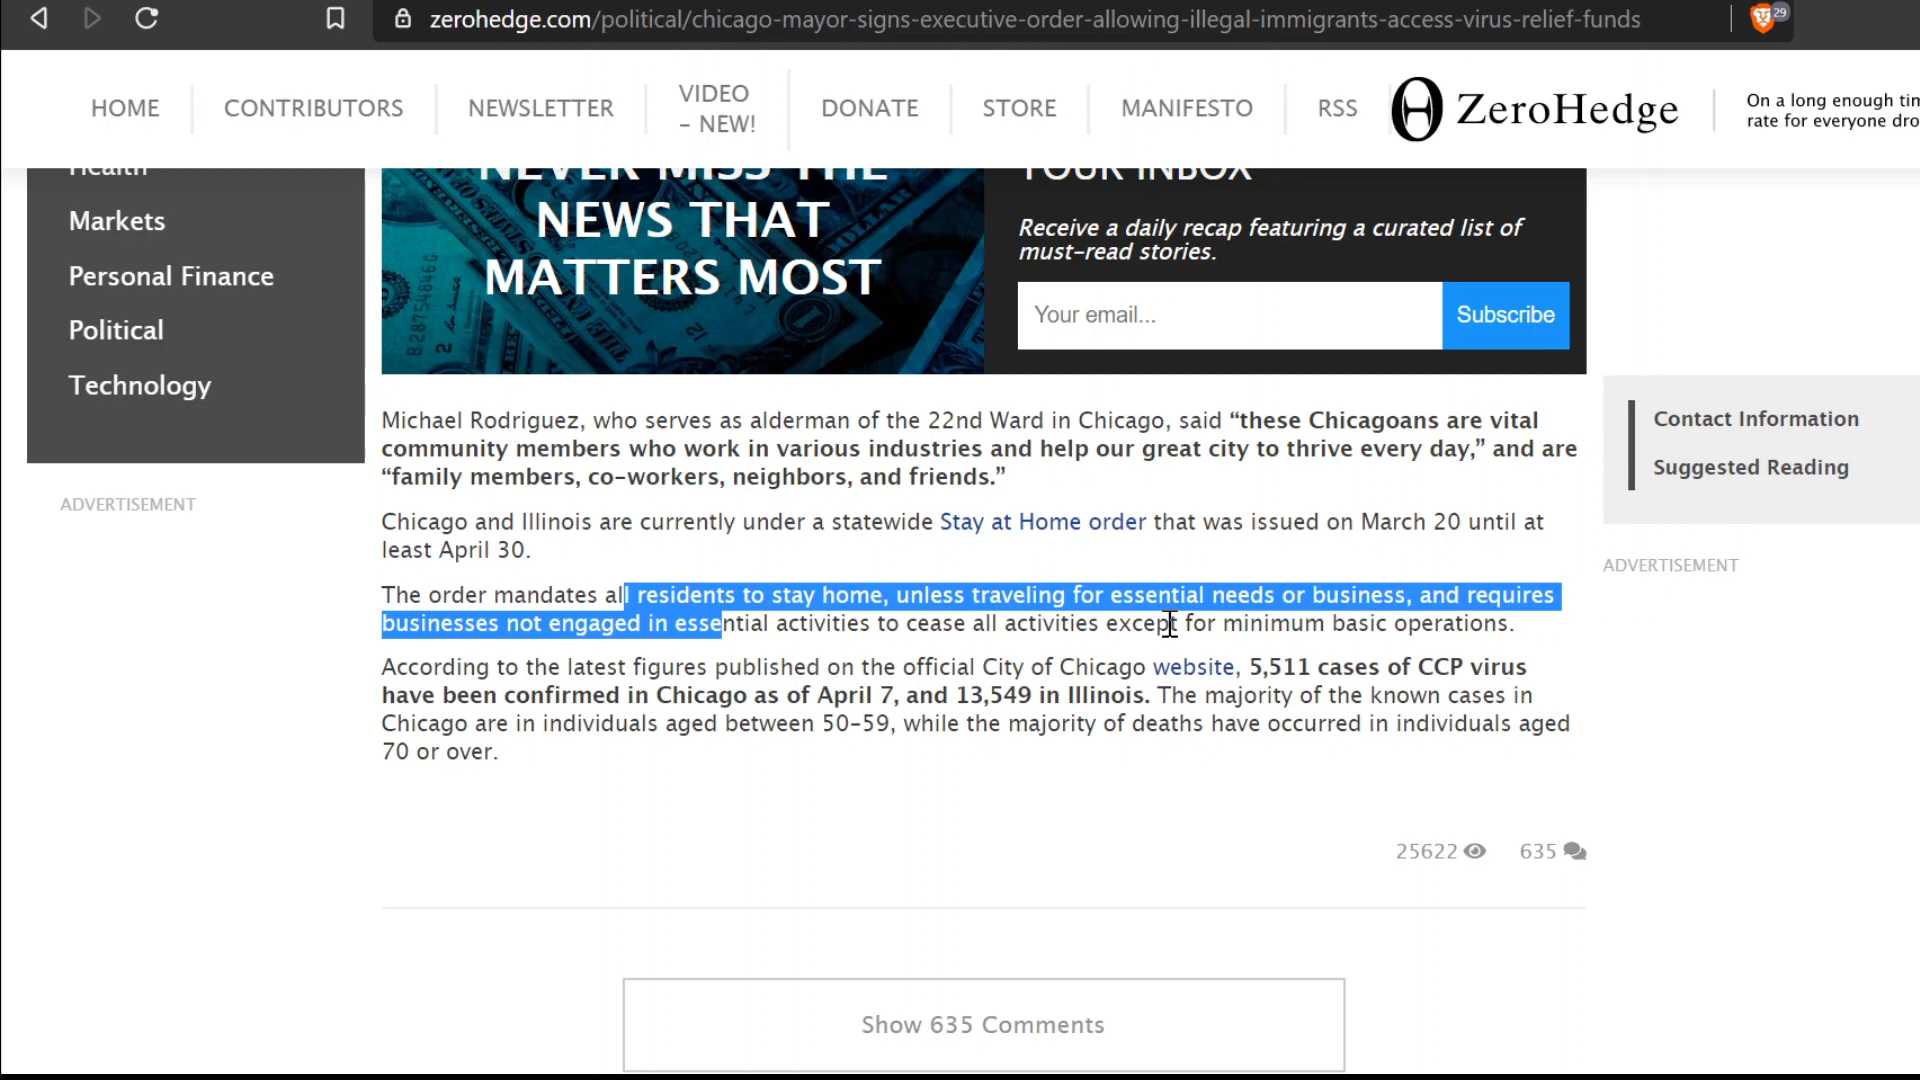 zerohedge.com/political/chicago-mayor-signs-executive-order-allowing-illegal-immigrants-access-virus-relief-funds
29
HOME
CONTRIBUTORS
NEWSLETTER
VIDEO
- NEW!
DONATE
STORE
MANIFESTO
RSS
ZeroHedge
On a long enough tim
rate for everyone dro
Health
Markets
Personal Finance
Political
Technology
ADVERTISEMENT
NEVER MISS THE
NEWS THAT
MATTERS MOST
YOUR INBOX
Receive a daily recap featuring a curated list of
must-read stories.
Your email...
Subscribe
Michael Rodriguez, who serves as alderman of the 22nd Ward in Chicago, said “these Chicagoans are vital
community members who work in various industries and help our great city to thrive every day,” and are
“family members, co-workers, neighbors, and friends.”
Chicago and Illinois are currently under a statewide Stay at Home order that was issued on March 20 until at
least April 30.
The order mandates all residents to stay home, unless traveling for essential needs or business, and requires
businesses not engaged in essential activities to cease all activities except for minimum basic operations.
According to the latest figures published on the official City of Chicago website, 5,511 cases of CCP virus
have been confirmed in Chicago as of April 7, and 13,549 in Illinois. The majority of the known cases in
Chicago are in individuals aged between 50-59, while the majority of deaths have occurred in individuals aged
70 or over.
25622
635
Show 635 Comments
Contact Information
Suggested Reading
ADVERTISEMENT